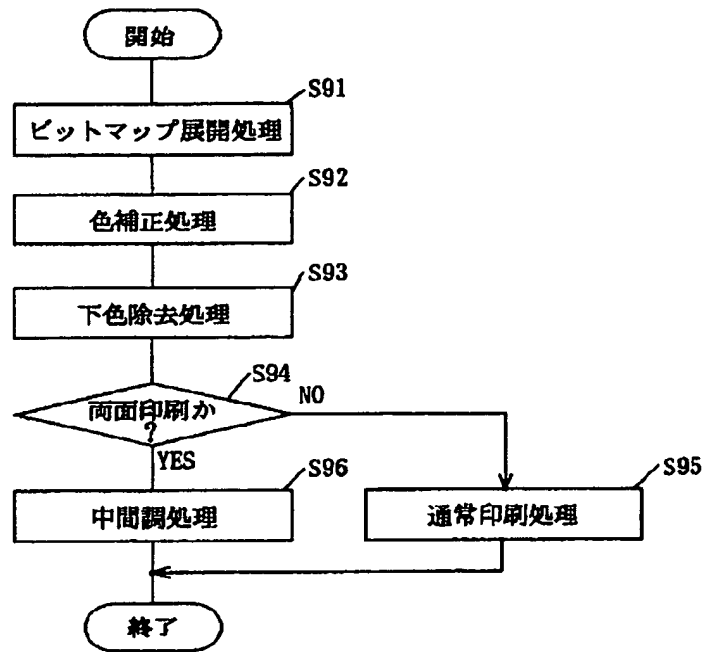 開始
S91
ビットマップ展開処理
S92
色補正処理
S93
下色除去処理
S94
両面印刷か
?
NO
YES
S96
中間調処理
S95
通常印刷処理
終了